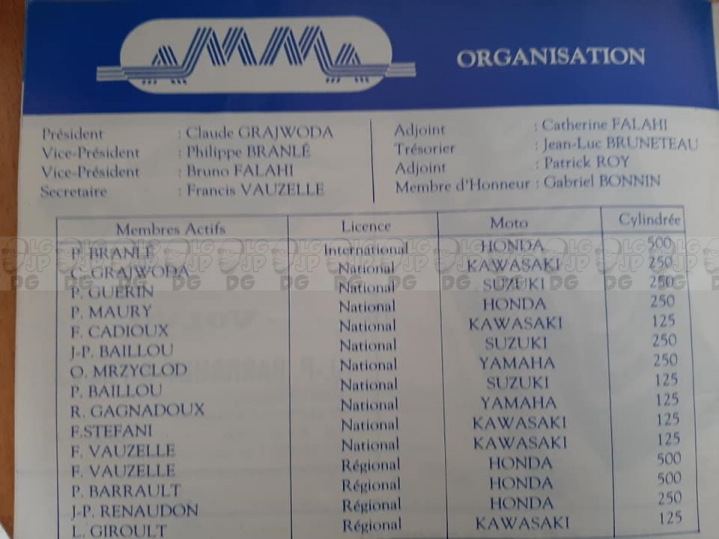 MM
ORGANISATION
Président : Claude GRAJWODA
Vice-Président : Philippe BRANLÉ
Vice-Président : Bruno FALAHI
Secretaire : Francis VAUZELLE
Adjoint : Catherine FALAHI
Trésorier : Jean-Luc BRUNETEAU
Adjoint : Patrick ROY
Membre d'Honneur : Gabriel BONNIN
Membres Actifs Licence Moto Cylindrée
P. BRANLÉ International HONDA 500
C. GRAJWODA National KAWASAKI 250
P. GUERIN National SUZUKI 250
P. MAURY National HONDA 250
F. CADIOUX National KAWASAKI 125
J-P. BAILLOU National SUZUKI 250
O. MRZYCLOD National YAMAHA 250
P. BAILLOU National SUZUKI 125
R. GAGNADOUX National YAMAHA 125
F.STEFANI National KAWASAKI 125
F. VAUZELLE National KAWASAKI 125
F. VAUZELLE Régional HONDA 500
P. BARRAULT Régional HONDA 500
J-P. RENAUDON Régional HONDA 250
L. GIROULT Régional KAWASAKI 125